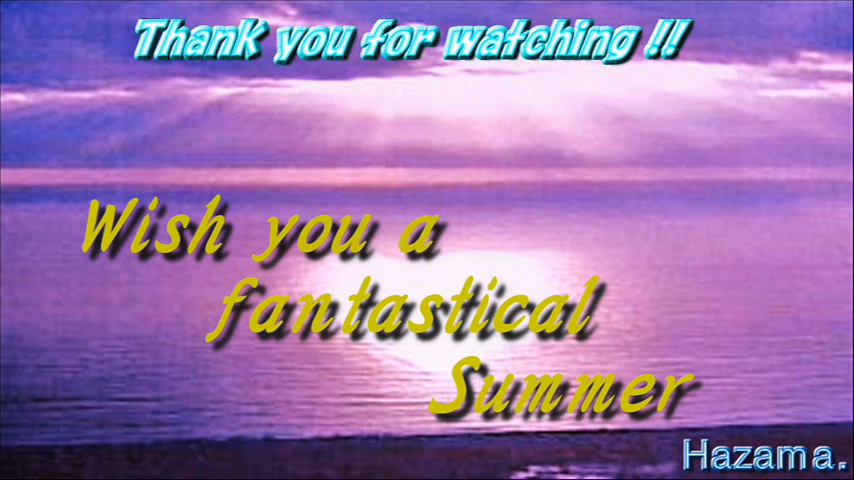 Thank you for watching !!
Wish you a
fantastical
Summer
Hazama.